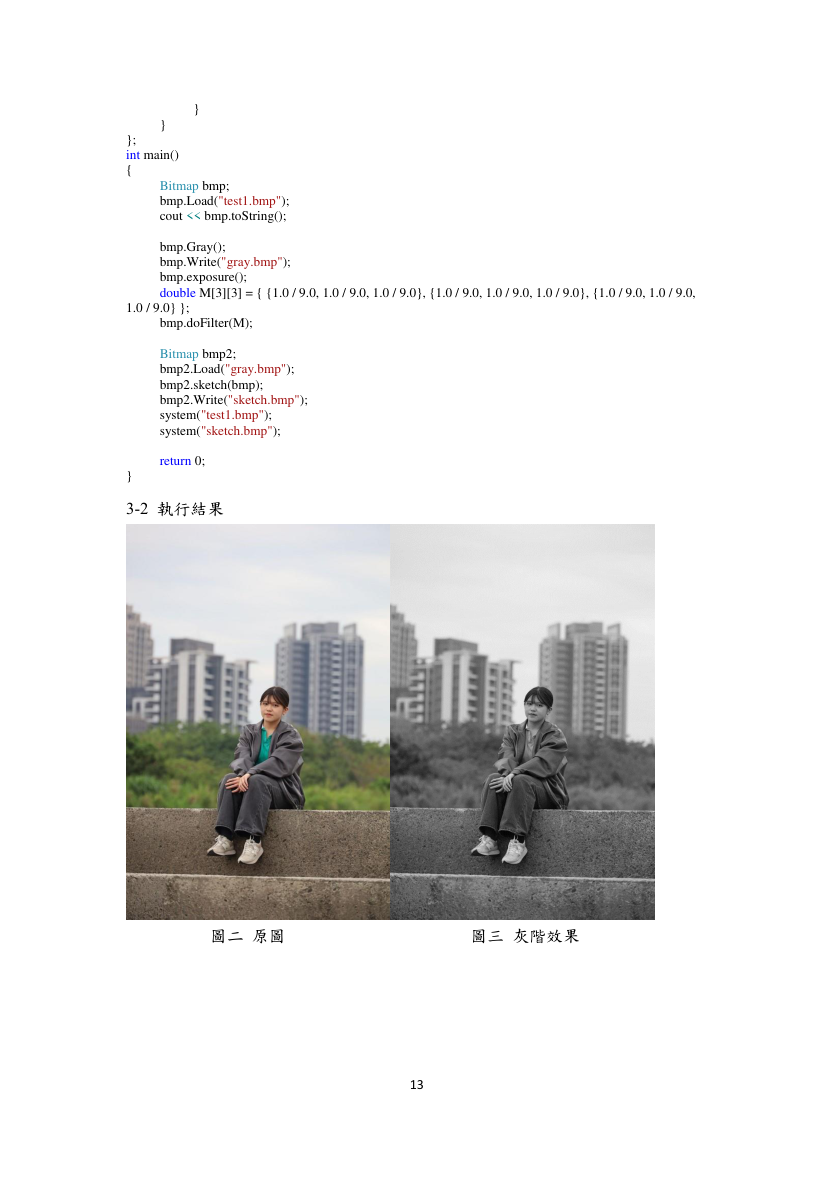 }
}
};
int main()
{
Bitmap bmp;
bmp.Load("test1.bmp");
cout << bmp.toString();
bmp.Gray();
bmp.Write("gray.bmp");
bmp.exposure();
double M[3][3] = { {1.0 / 9.0, 1.0 / 9.0, 1.0 / 9.0}, {1.0 / 9.0, 1.0 / 9.0, 1.0 / 9.0}, {1.0 / 9.0, 1.0 / 9.0,
1.0 / 9.0} };
bmp.doFilter(M);
Bitmap bmp2;
bmp2.Load("gray.bmp");
bmp2.sketch(bmp);
bmp2.Write("sketch.bmp");
system("test1.bmp");
system("sketch.bmp");
return 0;
}
3-2 執行結果
圖二 原圖
圖三 灰階效果
13